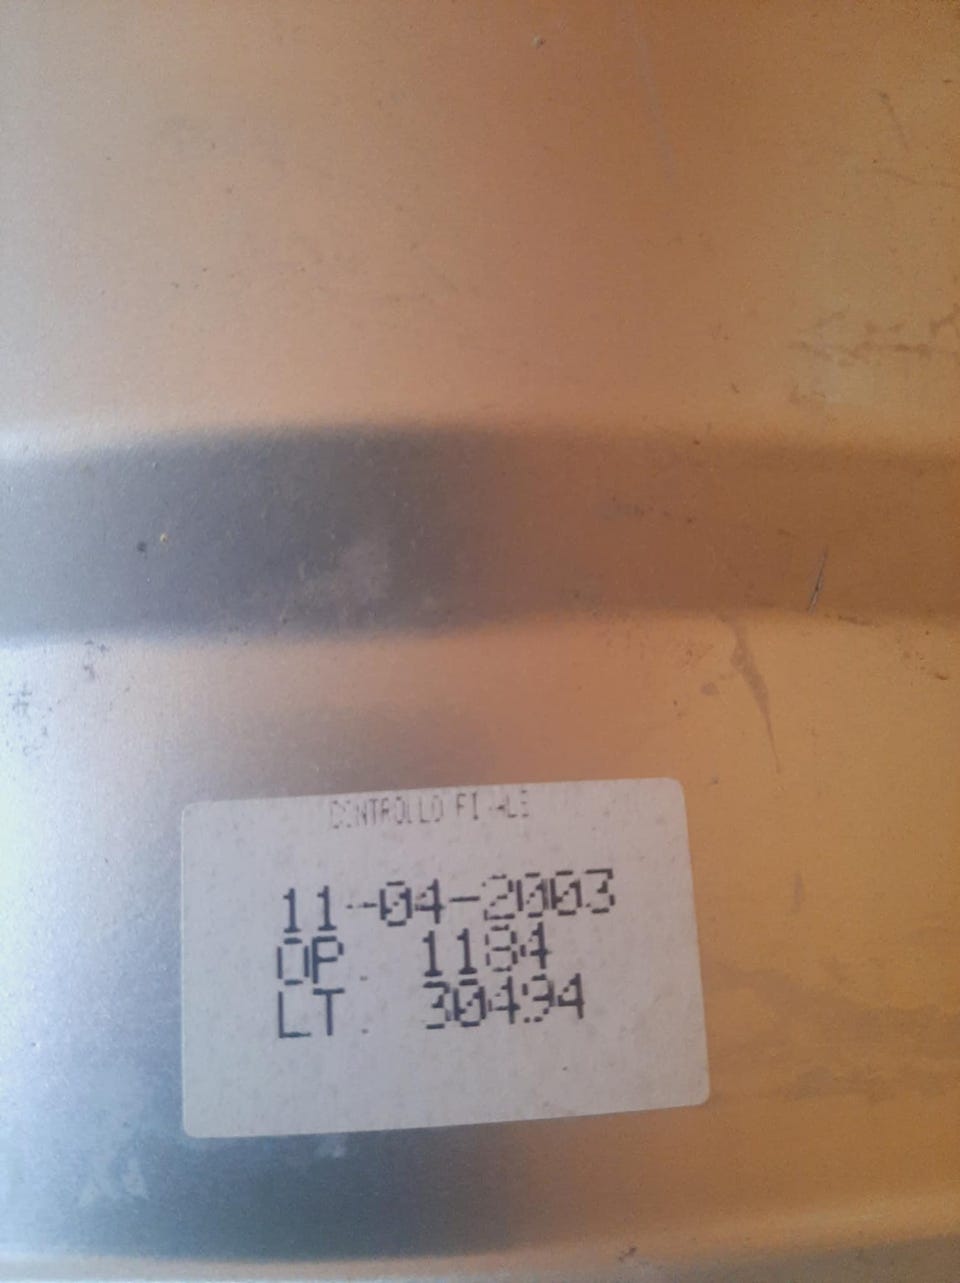 CONTROLLO
11-04-2003
OP. 1184
LT. 30494